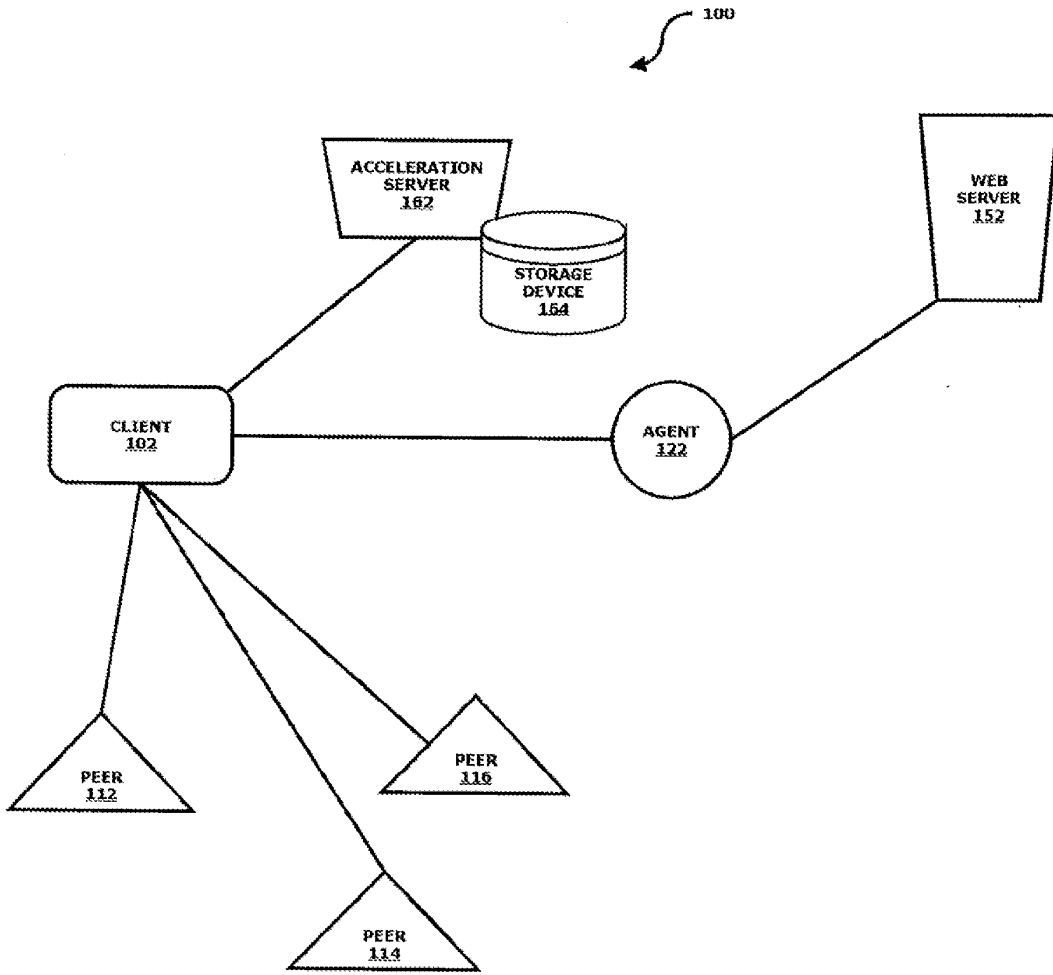 100
ACCELERATION
SERVER
162
WEB
SERVER
152
STORAGE
DEVICE
164
CLIENT
102
AGENT
122
PEER
112
PEER
116
PEER
114